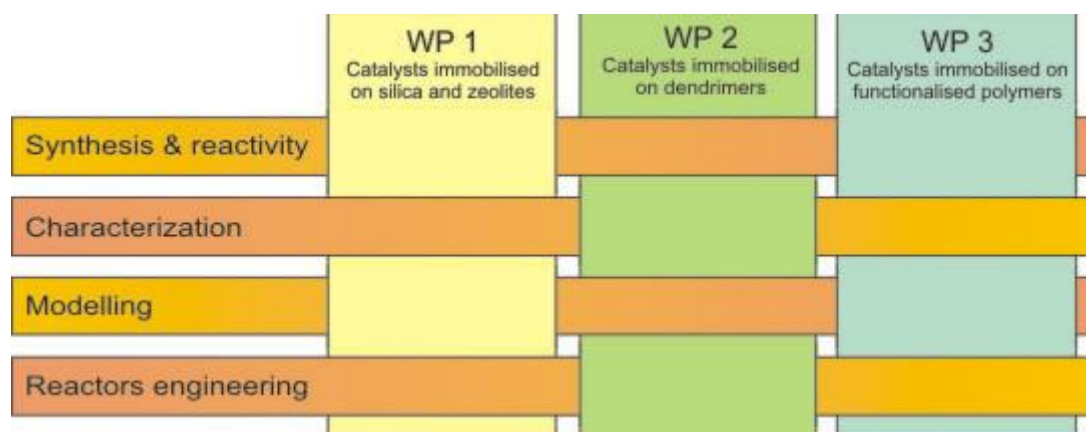 WP 1
Catalysts immobilised
on silica and zeolites
WP 2
Catalysts immobilised
on dendrimers
WP 3
Catalysts immobilised on
functionalised polymers
Synthesis & reactivity
Characterization
Modelling
Reactors engineering